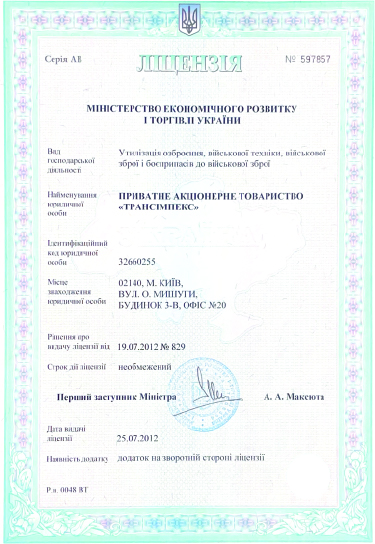 Серія АВ
ЛІЦЕНЗІЯ
№ 597857
МІНІСТЕРСТВО ЕКОНОМІЧНОГО РОЗВИТКУ
І ТОРГІВЛІ УКРАЇНИ
Вид
господарської
діяльності
Утилізація озброєння, військової техніки, військової
зброї і боєприпасів до військової зброї
Найменування
юридичної
особи
ПРИВАТНЕ АКЦІОНЕРНЕ ТОВАРИСТВО
«ТРАНСІМПЕКС»
Ідентифікаційний
код юридичної
особи
32660255
Місце
знаходження
юридичної особи
02140, М. КИЇВ,
ВУЛ. О. МИШУГИ,
БУДИНОК 3-В, ОФІС №20
Рішення про
видачу ліцензії від
19.07.2012 № 829
Строк дії ліцензії
необмежений
Перший заступник Міністра
А. А. Максюта
Дата видачі
ліцензії
25.07.2012
Наявність додатку
додаток на зворотній стороні ліцензії
Р.в. 0048 ВТ